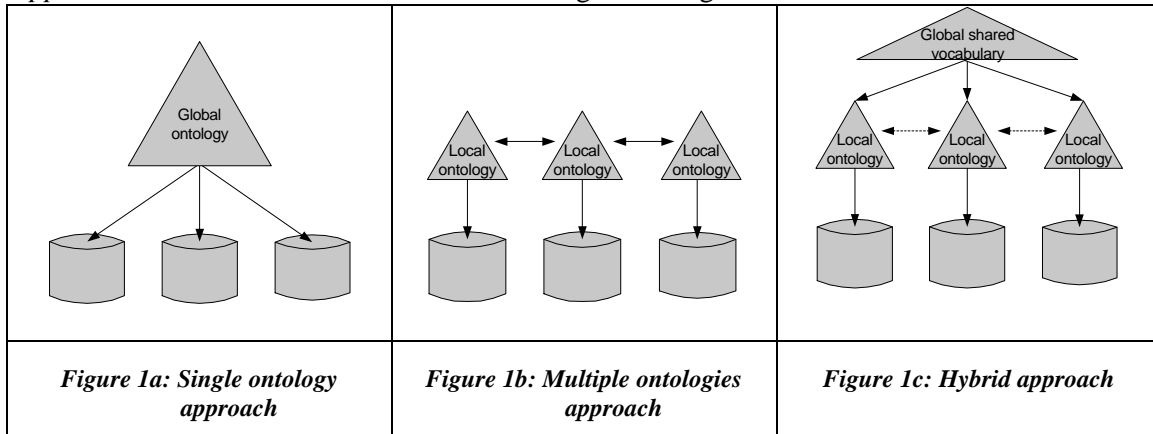 Global
ontology
Local
ontology
Local
ontology
Local
ontology
Global shared
vocabulary
Local
ontology
Local
ontology
Local
ontology
Figure 1a: Single ontology
approach
Figure 1b: Multiple ontologies
approach
Figure 1c: Hybrid approach